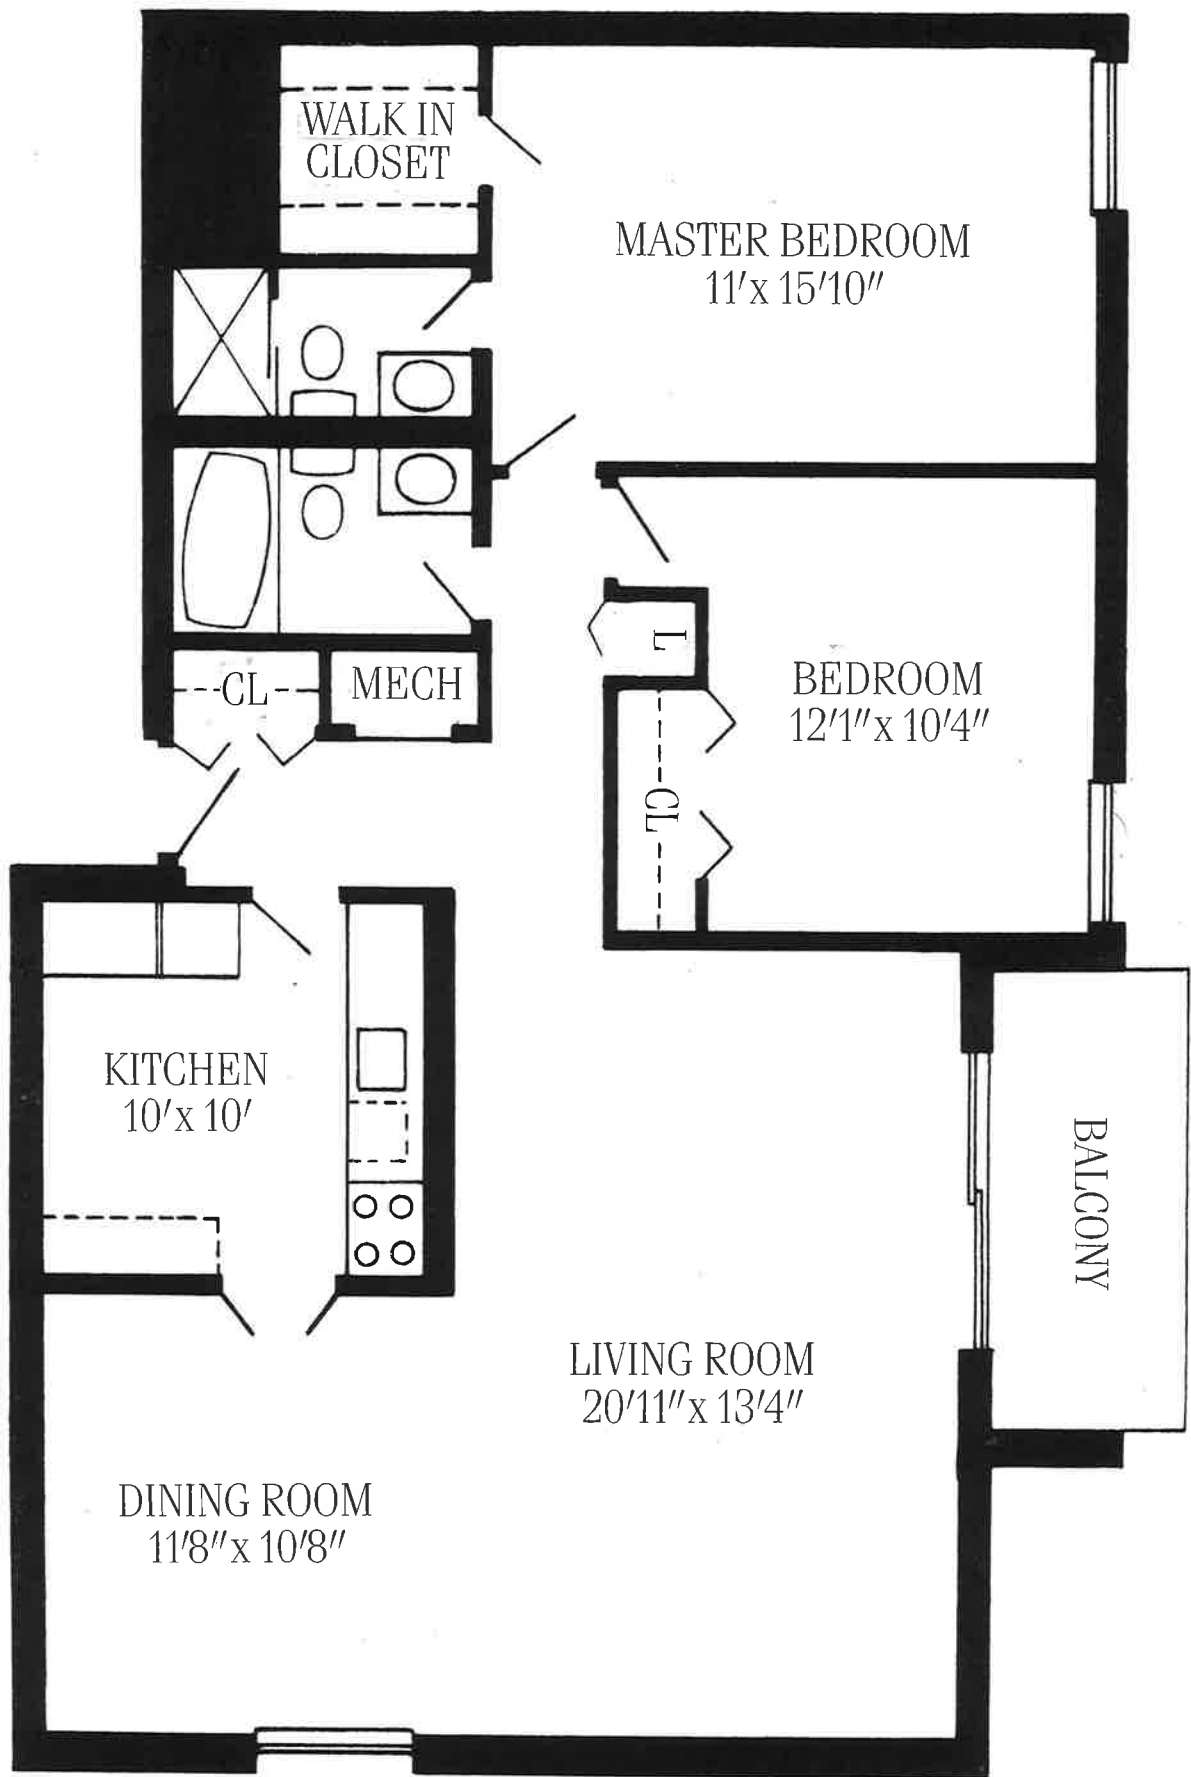 WALK IN
CLOSET
MASTER BEDROOM
11'x 15'10"
L
CL
MECH
BEDROOM
12'1"x 10'4"
CL
KITCHEN
10'x 10'
BALCONY
LIVING ROOM
20'11"x 13'4"
DINING ROOM
11'8"x 10'8"